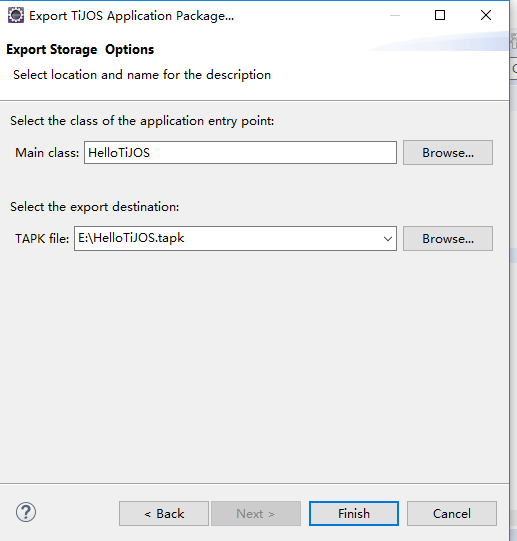 Export TiJOS Application Package...
Export Storage  Options
Select location and name for the description
Select the class of the application entry point:
Main class: HelloTiJOS Browse...
Select the export destination:
TAPK file: E:\HelloTiJOS.tapk Browse...
? < Back Next > Finish Cancel